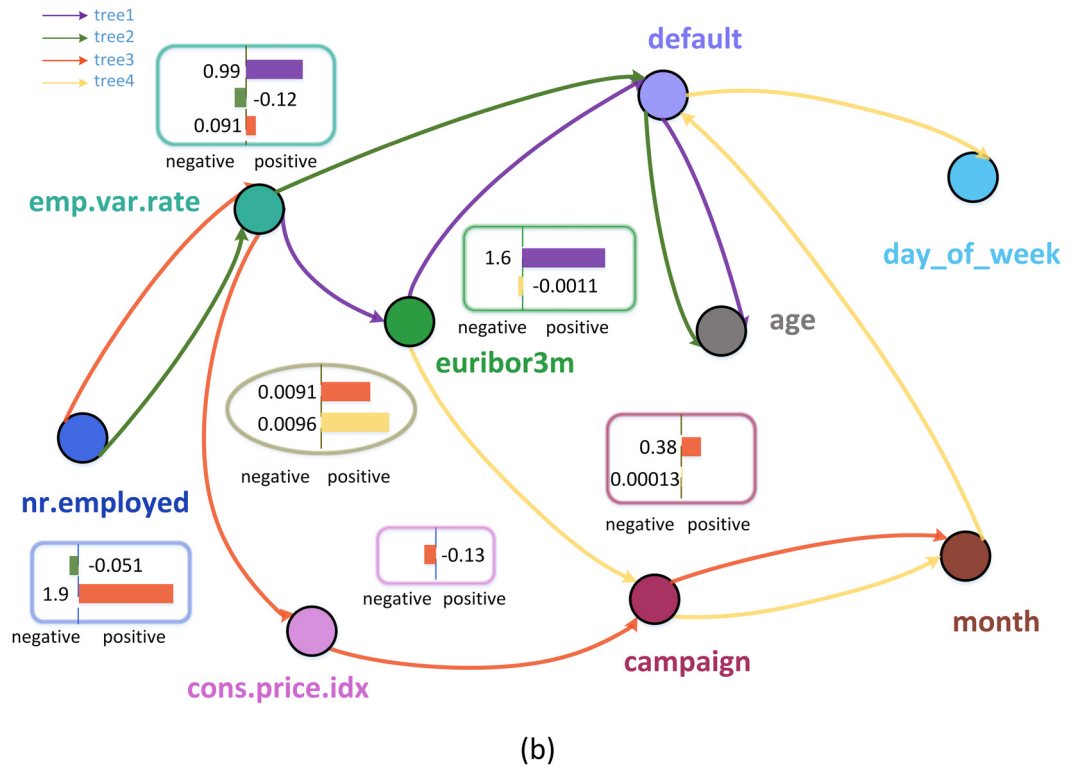 tree1
tree2
tree3
tree4
default
0.99
-0.12
0.091
negative positive
emp.var.rate
day_of_week
1.6
-0.0011
negative positive
age
euribor3m
0.0091
0.0096
negative positive
0.38
0.00013
negative positive
nr.employed
-0.051
1.9
negative positive
-0.13
negative positive
month
campaign
cons.price.idx
(b)